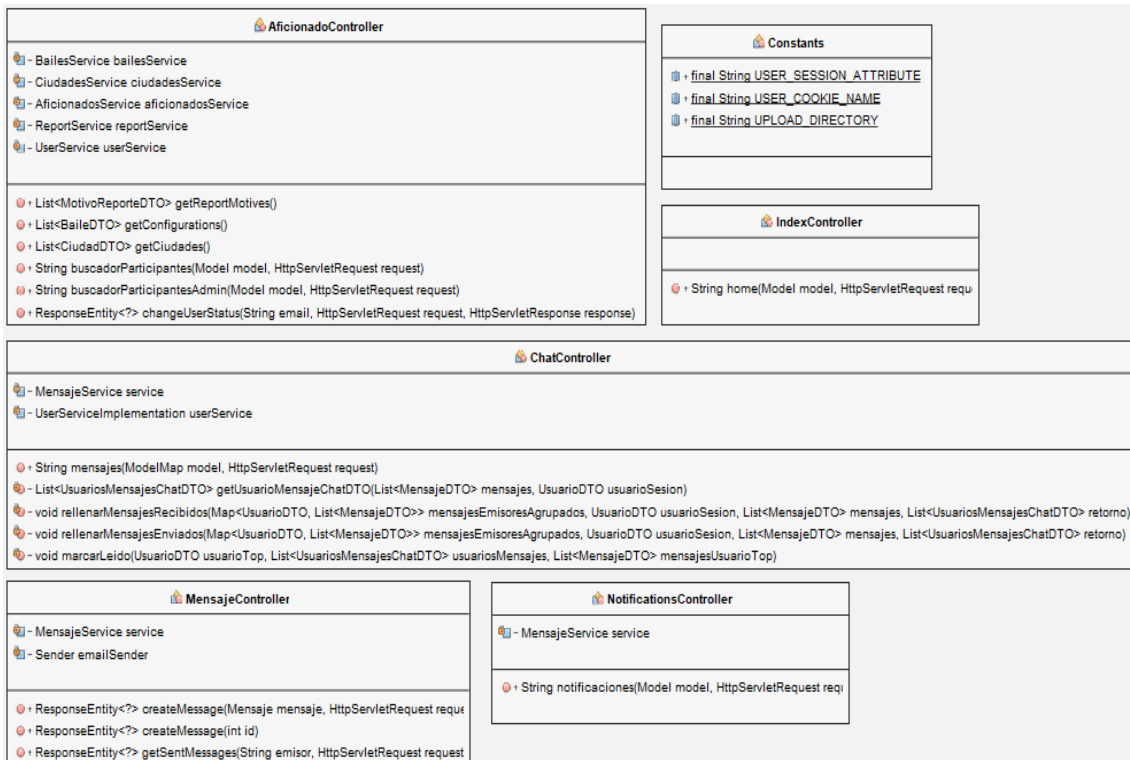 AficionadoController
- BailesService bailesService
- CiudadesService ciudadesService
- AficionadosService aficionadosService
- ReportService reportService
- UserService userService
+ List<MotivoReporteDTO> getReportMotives()
+ List<BaileDTO> getConfigurations()
+ List<CiudadDTO> getCiudades()
+ String buscadorParticipantes(Model model, HttpServletRequest request)
+ String buscadorParticipantesAdmin(Model model, HttpServletRequest request)
+ ResponseEntity<?> changeUserStatus(String email, HttpServletRequest request, HttpServletResponse response)
Constants
+ final String USER_SESSION_ATTRIBUTE
+ final String USER_COOKIE_NAME
+ final String UPLOAD_DIRECTORY
IndexController
+ String home(Model model, HttpServletRequest requ
ChatController
- MensajeService service
- UserServiceImplementation userService
+ String mensajes(ModelMap model, HttpServletRequest request)
- List<UsuariosMensajesChatDTO> getUsuarioMensajeChatDTO(List<MensajeDTO> mensajes, UsuarioDTO usuarioSesion)
- void rellenarMensajesRecibidos(Map<UsuarioDTO, List<MensajeDTO>> mensajesEmisoresAgrupados, UsuarioDTO usuarioSesion, List<MensajeDTO> mensajes, List<UsuariosMensajesChatDTO> retorno)
- void rellenarMensajesEnviados(Map<UsuarioDTO, List<MensajeDTO>> mensajesEmisoresAgrupados, UsuarioDTO usuarioSesion, List<MensajeDTO> mensajes, List<UsuariosMensajesChatDTO> retorno)
- void marcarLeido(UsuarioDTO usuarioTop, List<UsuariosMensajesChatDTO> usuariosMensajes, List<MensajeDTO> mensajesUsuarioTop)
MensajeController
- MensajeService service
- Sender emailSender
+ ResponseEntity<?> createMessage(Mensaje mensaje, HttpServletRequest reque
+ ResponseEntity<?> createMessage(int id)
+ ResponseEntity<?> getSentMessages(String emisor, HttpServletRequest request
NotificationsController
- MensajeService service
+ String notificaciones(Model model, HttpServletRequest requ